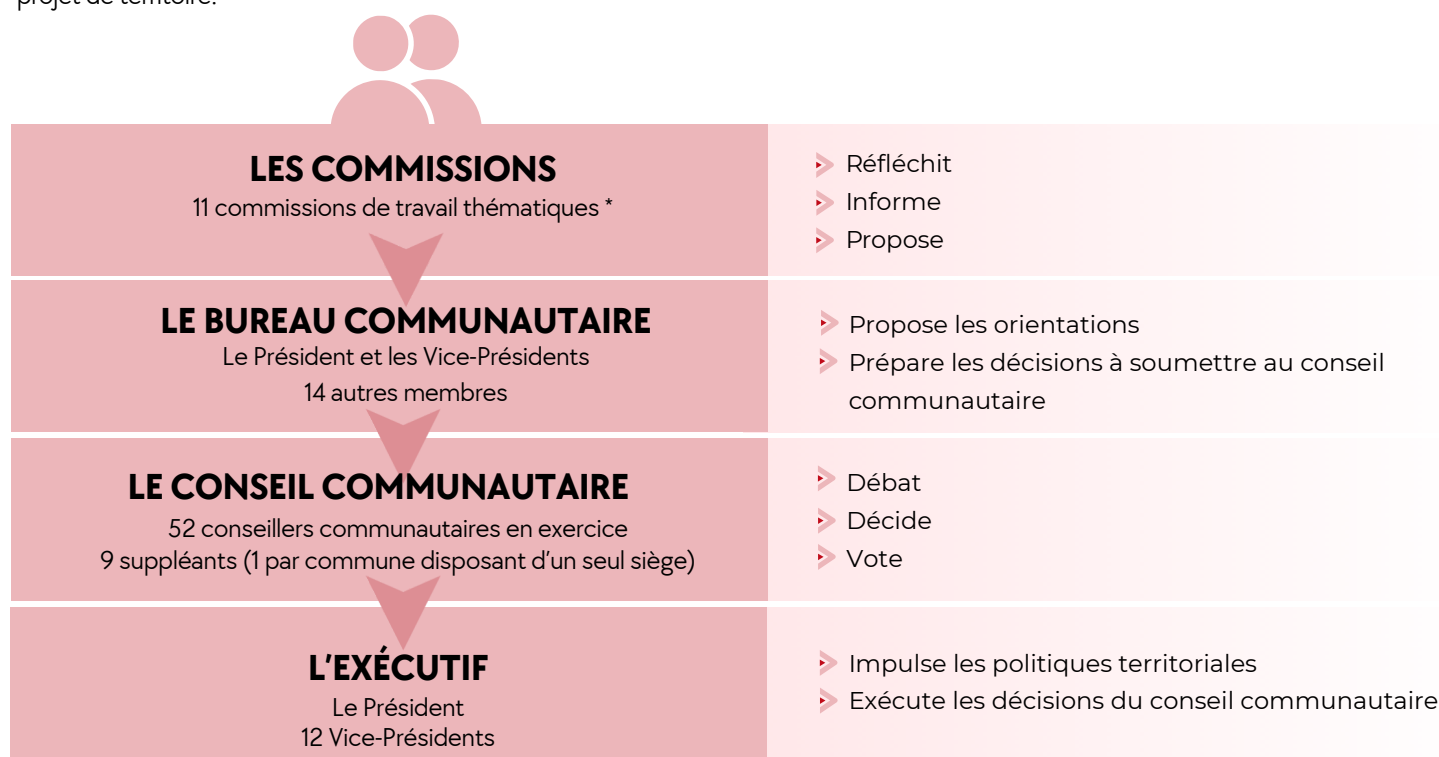 projet de territoire.
LES COMMISSIONS
11 commissions de travail thématiques *
Réfléchit
Informe
Propose
LE BUREAU COMMUNAUTAIRE
Le Président et les Vice-Présidents
14 autres membres
Propose les orientations
Prépare les décisions à soumettre au conseil
communautaire
LE CONSEIL COMMUNAUTAIRE
52 conseillers communautaires en exercice
9 suppléants (1 par commune disposant d'un seul siège)
Débat
Décide
Vote
L'EXÉCUTIF
Le Président
12 Vice-Présidents
Impulse les politiques territoriales
Exécute les décisions du conseil communautaire